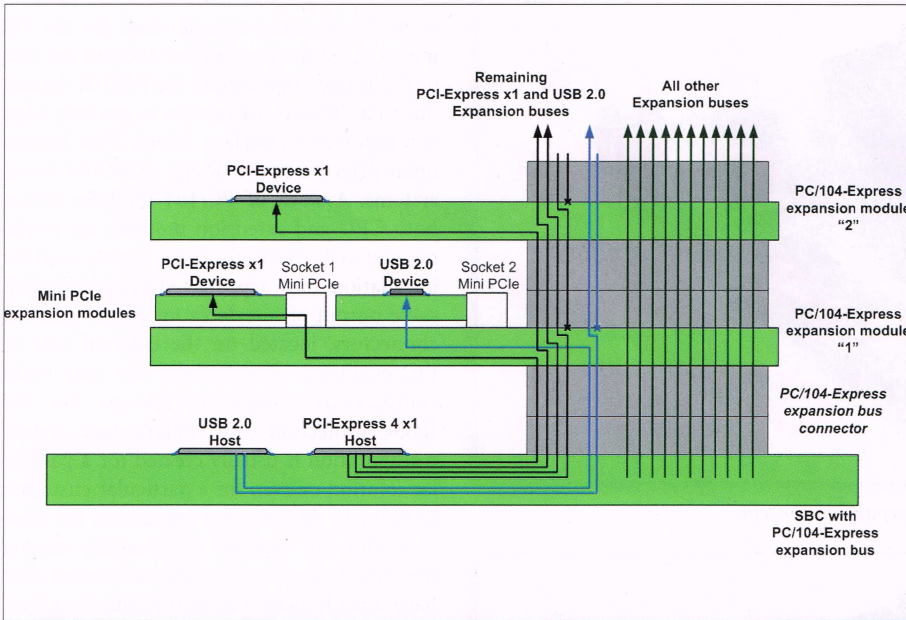 Remaining
PCI-Express x1 and USB 2.0
Expansion buses
All other
Expansion buses
PCI-Express x1
Device
PC/104-Express
expansion module
“2”
PCI-Express x1
Device
Socket 1
Mini PCIe
USB 2.0
Device
Socket 2
Mini PCIe
Mini PCIe
expansion modules
PC/104-Express
expansion module
“1”
PC/104-Express
expansion bus
connector
USB 2.0
Host
PCI-Express 4 x1
Host
SBC with
PC/104-Express
expansion bus